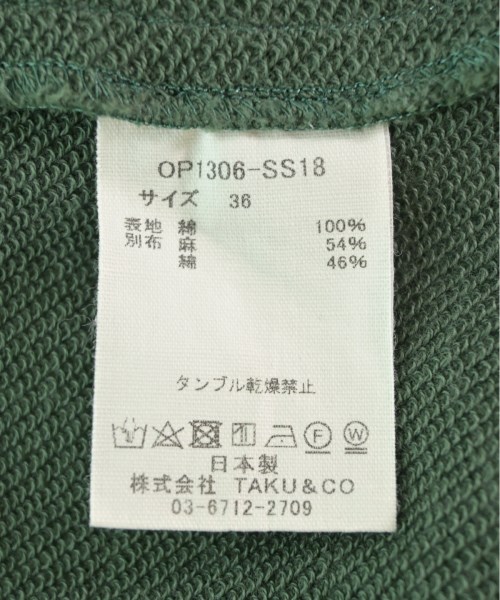 OP1306-SS18
サイズ 36
表地 綿 100%
別布 麻 54%
綿 46%
タンブル乾燥禁止
F W
日本製
株式会社 TAKU&CO
03-6712-2709